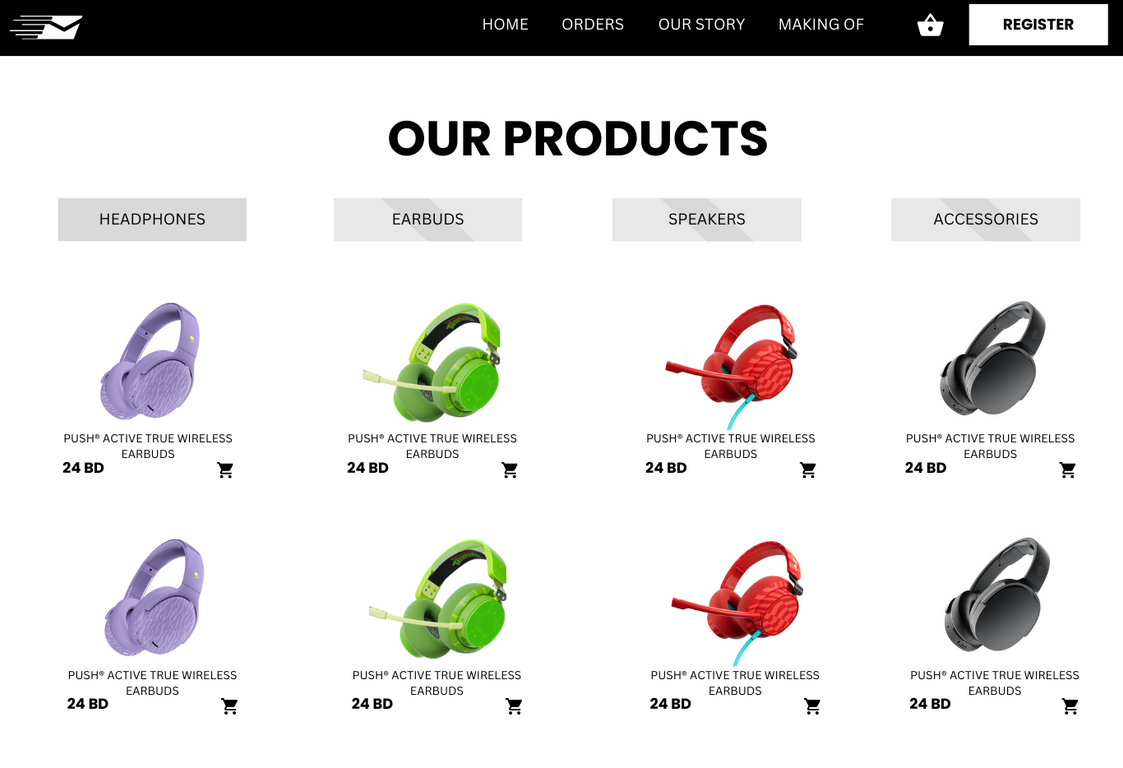 HOME ORDERS OUR STORY MAKING OF REGISTER
OUR PRODUCTS
HEADPHONES EARBUDS SPEAKERS ACCESSORIES
PUSH® ACTIVE TRUE WIRELESS
EARBUDS
24 BD
PUSH® ACTIVE TRUE WIRELESS
EARBUDS
24 BD
PUSH® ACTIVE TRUE WIRELESS
EARBUDS
24 BD
PUSH® ACTIVE TRUE WIRELESS
EARBUDS
24 BD
PUSH® ACTIVE TRUE WIRELESS
EARBUDS
24 BD
PUSH® ACTIVE TRUE WIRELESS
EARBUDS
24 BD
PUSH® ACTIVE TRUE WIRELESS
EARBUDS
24 BD
PUSH® ACTIVE TRUE WIRELESS
EARBUDS
24 BD